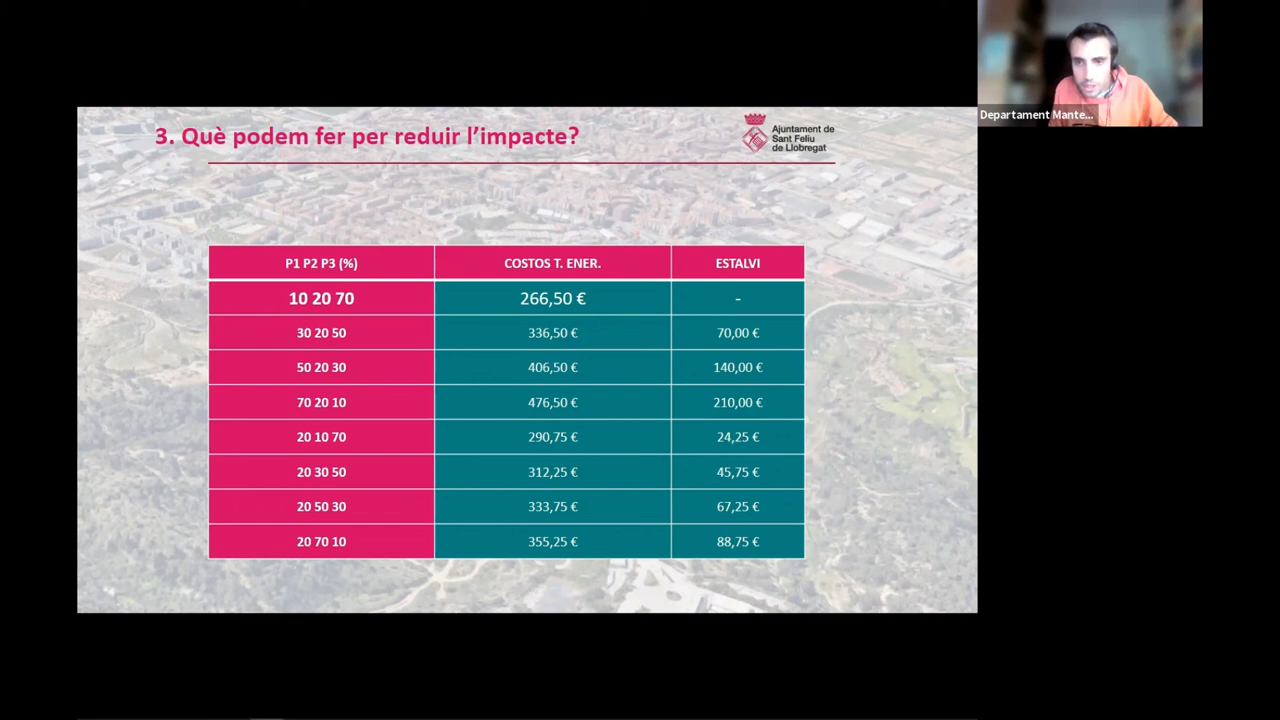 3. Què podem fer per reduir l'impacte?
Ajuntament de
Sant Feliu
de Llobregat
Departament Mante...
P1 P2 P3 (%) COSTOS T. ENER. ESTALVI
10 20 70 266,50 € -
30 20 50 336,50 € 70,00 €
50 20 30 406,50 € 140,00 €
70 20 10 476,50 € 210,00 €
20 10 70 290,75 € 24,25 €
20 30 50 312,25 € 45,75 €
20 50 30 333,75 € 67,25 €
20 70 10 355,25 € 88,75 €